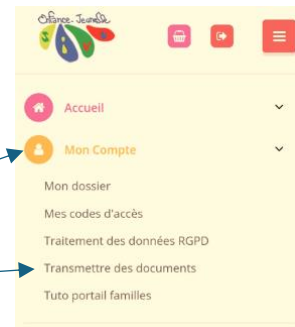 Enfance-Jeunesse
Accueil
Mon Compte
Mon dossier
Mes codes d'accès
Traitement des données RGPD
Transmettre des documents
Tuto portail familles